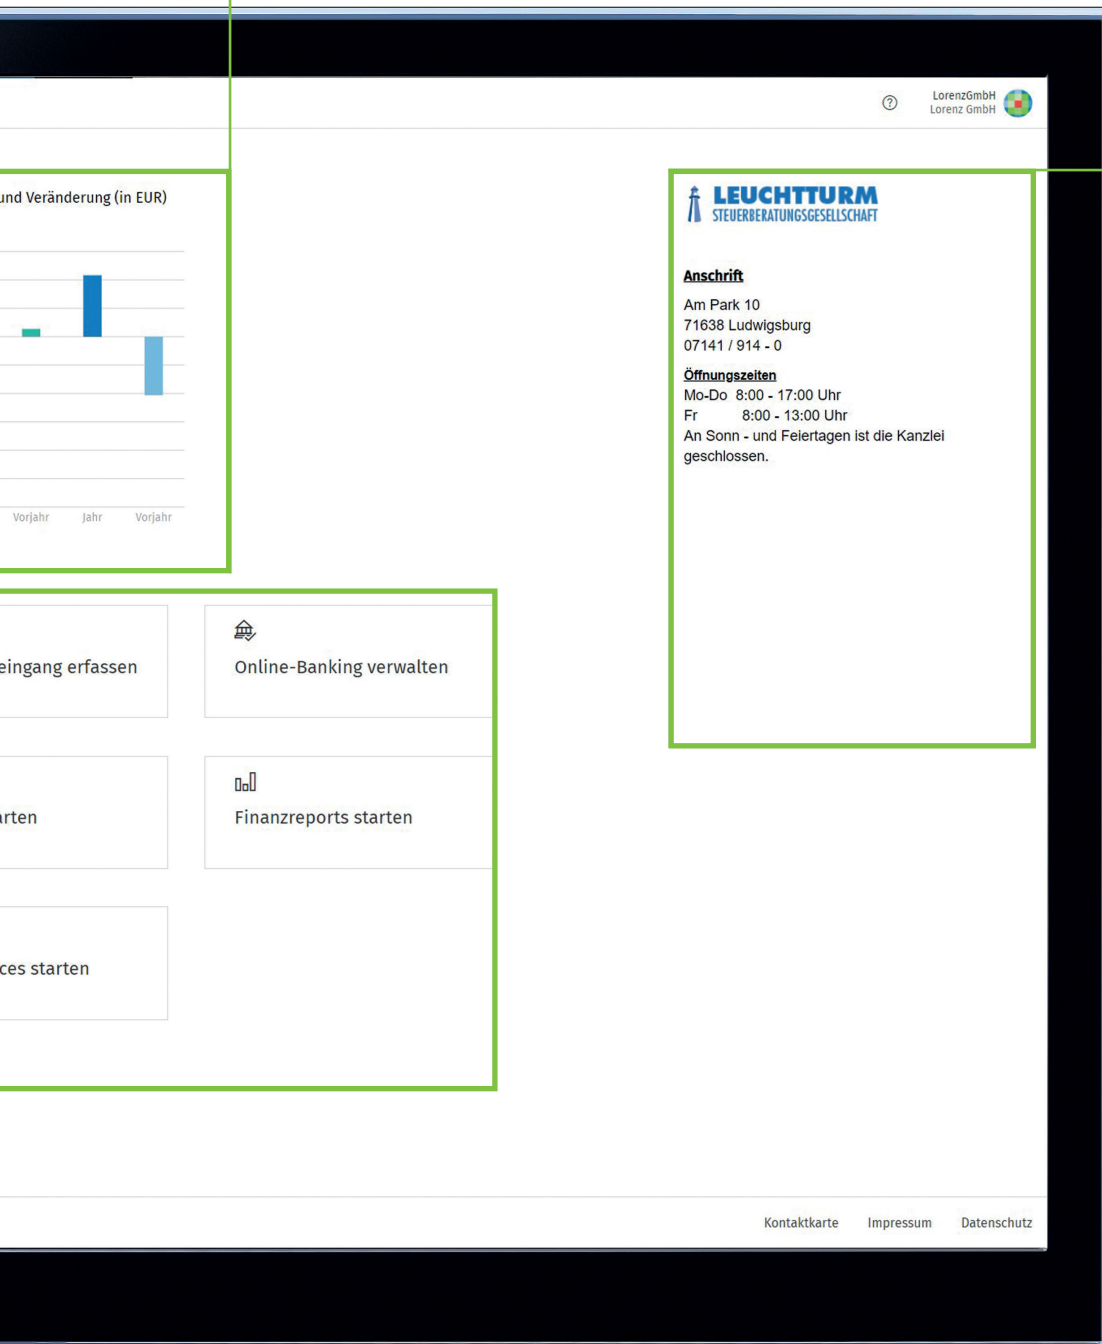 LorenzGmbH
Lorenz GmbH
und Veränderung (in EUR)
Vorjahr Jahr Vorjahr
LEUCHTTURM
STEUERBERATUNGSGESELLSCHAFT
Anschrift
Am Park 10
71638 Ludwigsburg
07141 / 914 - 0
Öffnungszeiten
Mo-Do 8:00 - 17:00 Uhr
Fr 8:00 - 13:00 Uhr
An Sonn - und Feiertagen ist die Kanzlei
geschlossen.
eingang erfassen
Online-Banking verwalten
arten
Finanzreports starten
ces starten
Kontaktkarte Impressum Datenschutz